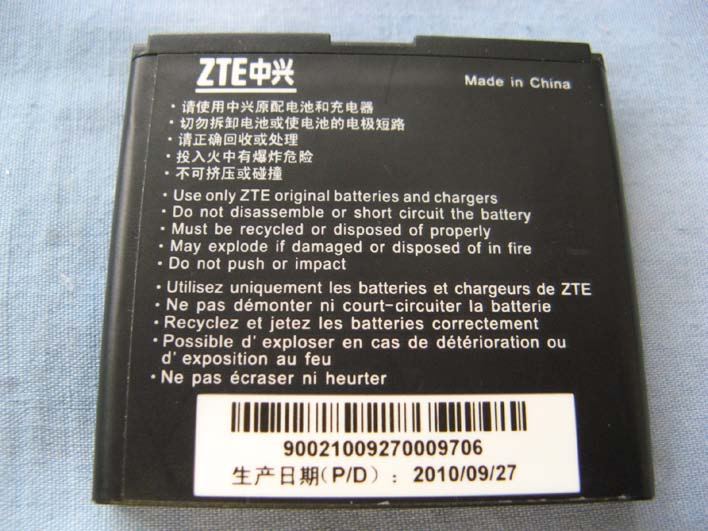 ZTE中兴
Made in China
· 请使用中兴原配电池和充电器
· 切勿拆卸电池或使电池的电极短路
· 请正确回收或处理
· 投入火中有爆炸危险
· 不可挤压或碰撞
· Use only ZTE original batteries and chargers
· Do not disassemble or short circuit the battery
· Must be recycled or disposed of properly
· May explode if damaged or disposed of in fire
· Do not push or impact
· Utilisez uniquement les batteries et chargeurs de ZTE
· Ne pas démonter ni court-circuiter la batterie
· Recyclez et jetez les batteries correctement
· Possible d' exploser en cas de détérioration ou
d' exposition au feu
· Ne pas écraser ni heurter
90021009270009706
生产日期(P/D)：2010/09/27